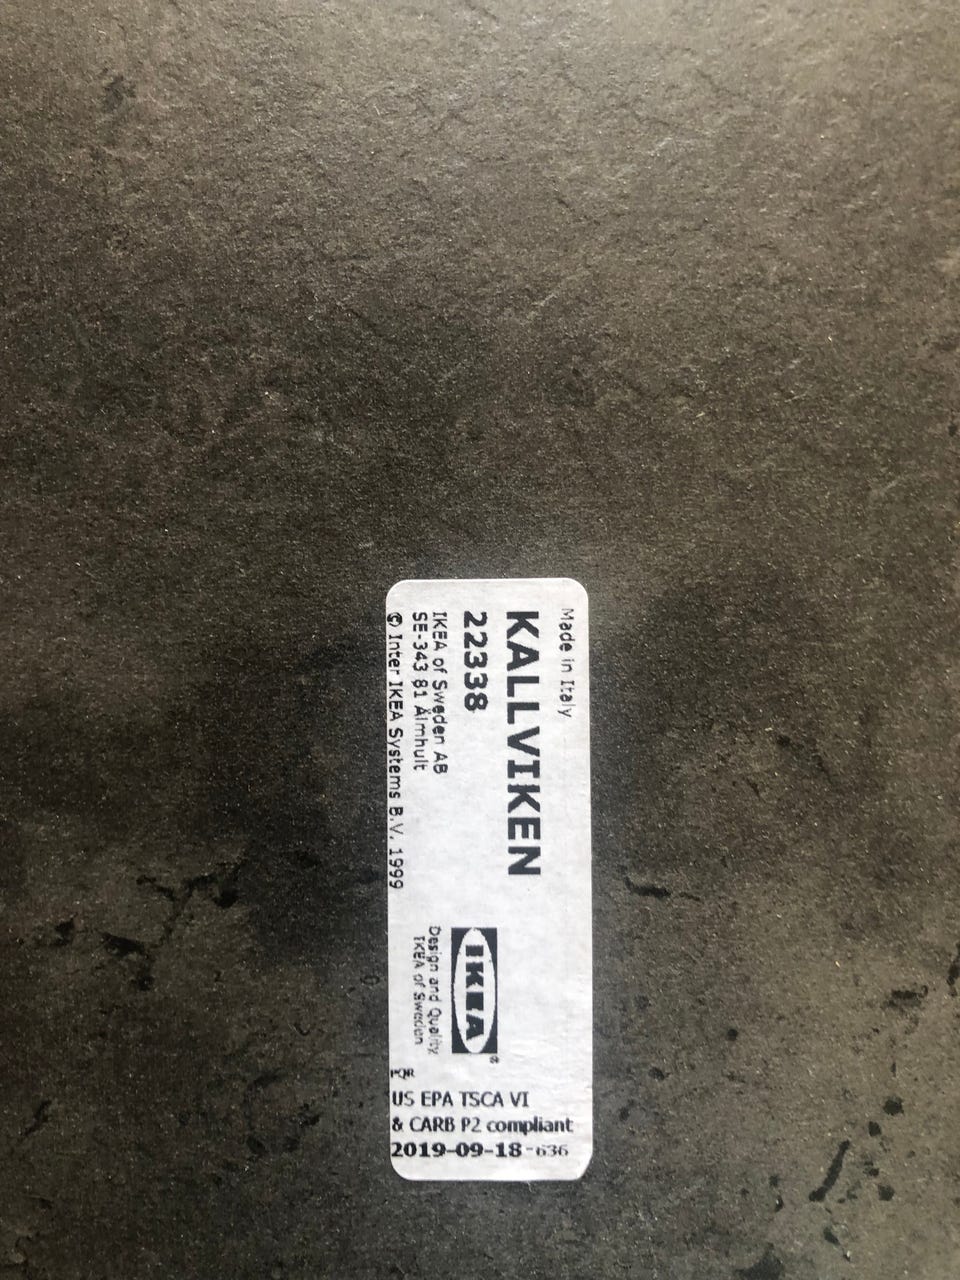 Made in Italy
KALLVIKEN
22338
IKEA of Sweden AB
SE-343 81 Älmhult
© Inter IKEA Systems B.V. 1999
IKEA®
Design and Quality
IKEA of Sweden
FOR
US EPA TSCA VI
& CARB P2 compliant
2019-09-18-636